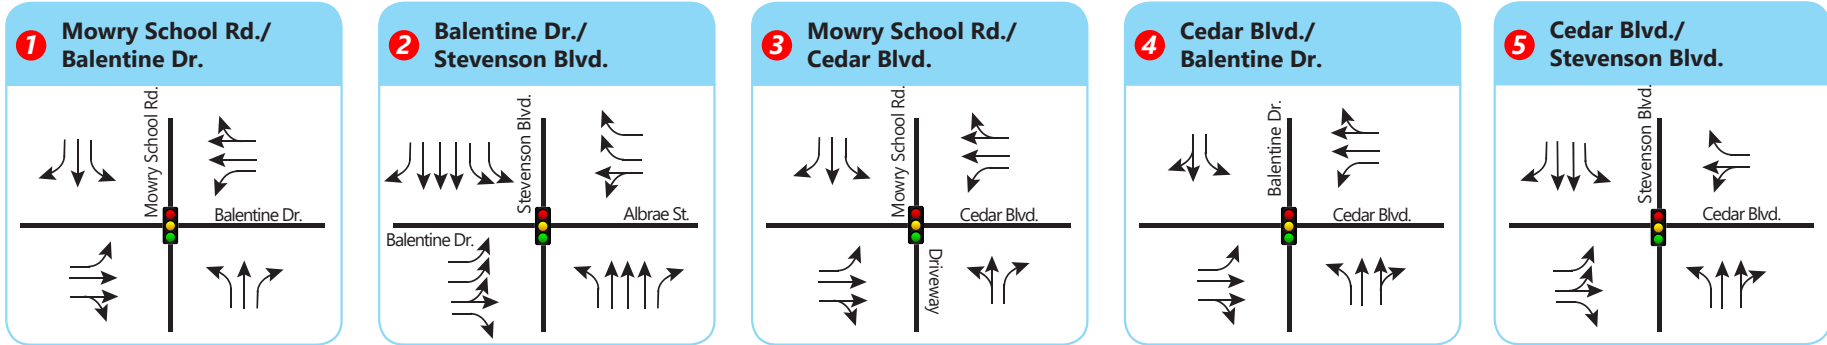 1
Mowry School Rd./
Balentine Dr.
Mowry School Rd.
Balentine Dr.
2
Balentine Dr./
Stevenson Blvd.
Stevenson Blvd.
Albrae St.
Balentine Dr.
3
Mowry School Rd./
Cedar Blvd.
Mowry School Rd.
Cedar Blvd.
Driveway
4
Cedar Blvd./
Balentine Dr.
Balentine Dr.
Cedar Blvd.
5
Cedar Blvd./
Stevenson Blvd.
Stevenson Blvd.
Cedar Blvd.